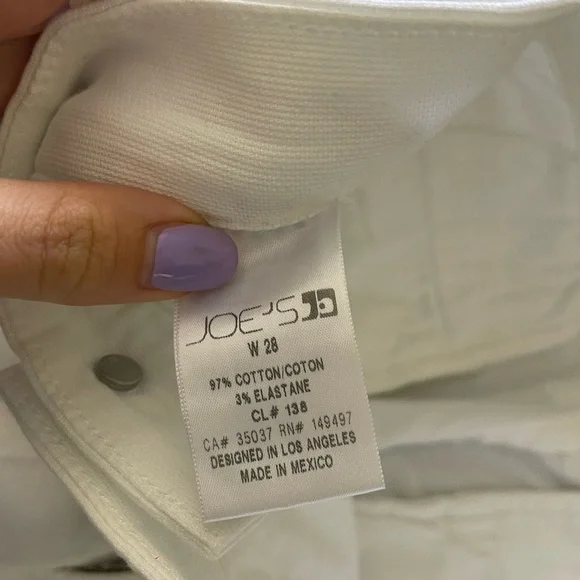 JOE'S
W 28
97% COTTON/COTON
3% ELASTANE
CL# 138
CA# 35037 RN# 149497
DESIGNED IN LOS ANGELES
MADE IN MEXICO